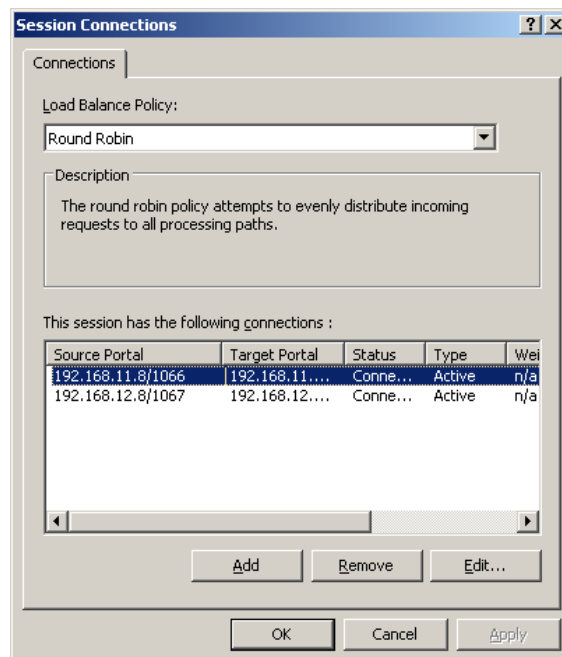 Session Connections
Connections
Load Balance Policy:
Round Robin
Description
The round robin policy attempts to evenly distribute incoming
requests to all processing paths.
This session has the following connections :
Source Portal Target Portal Status Type Wei
192.168.11.8/1066 192.168.11.... Conne... Active n/a
192.168.12.8/1067 192.168.12.... Conne... Active n/a
Add Remove Edit...
OK Cancel Apply